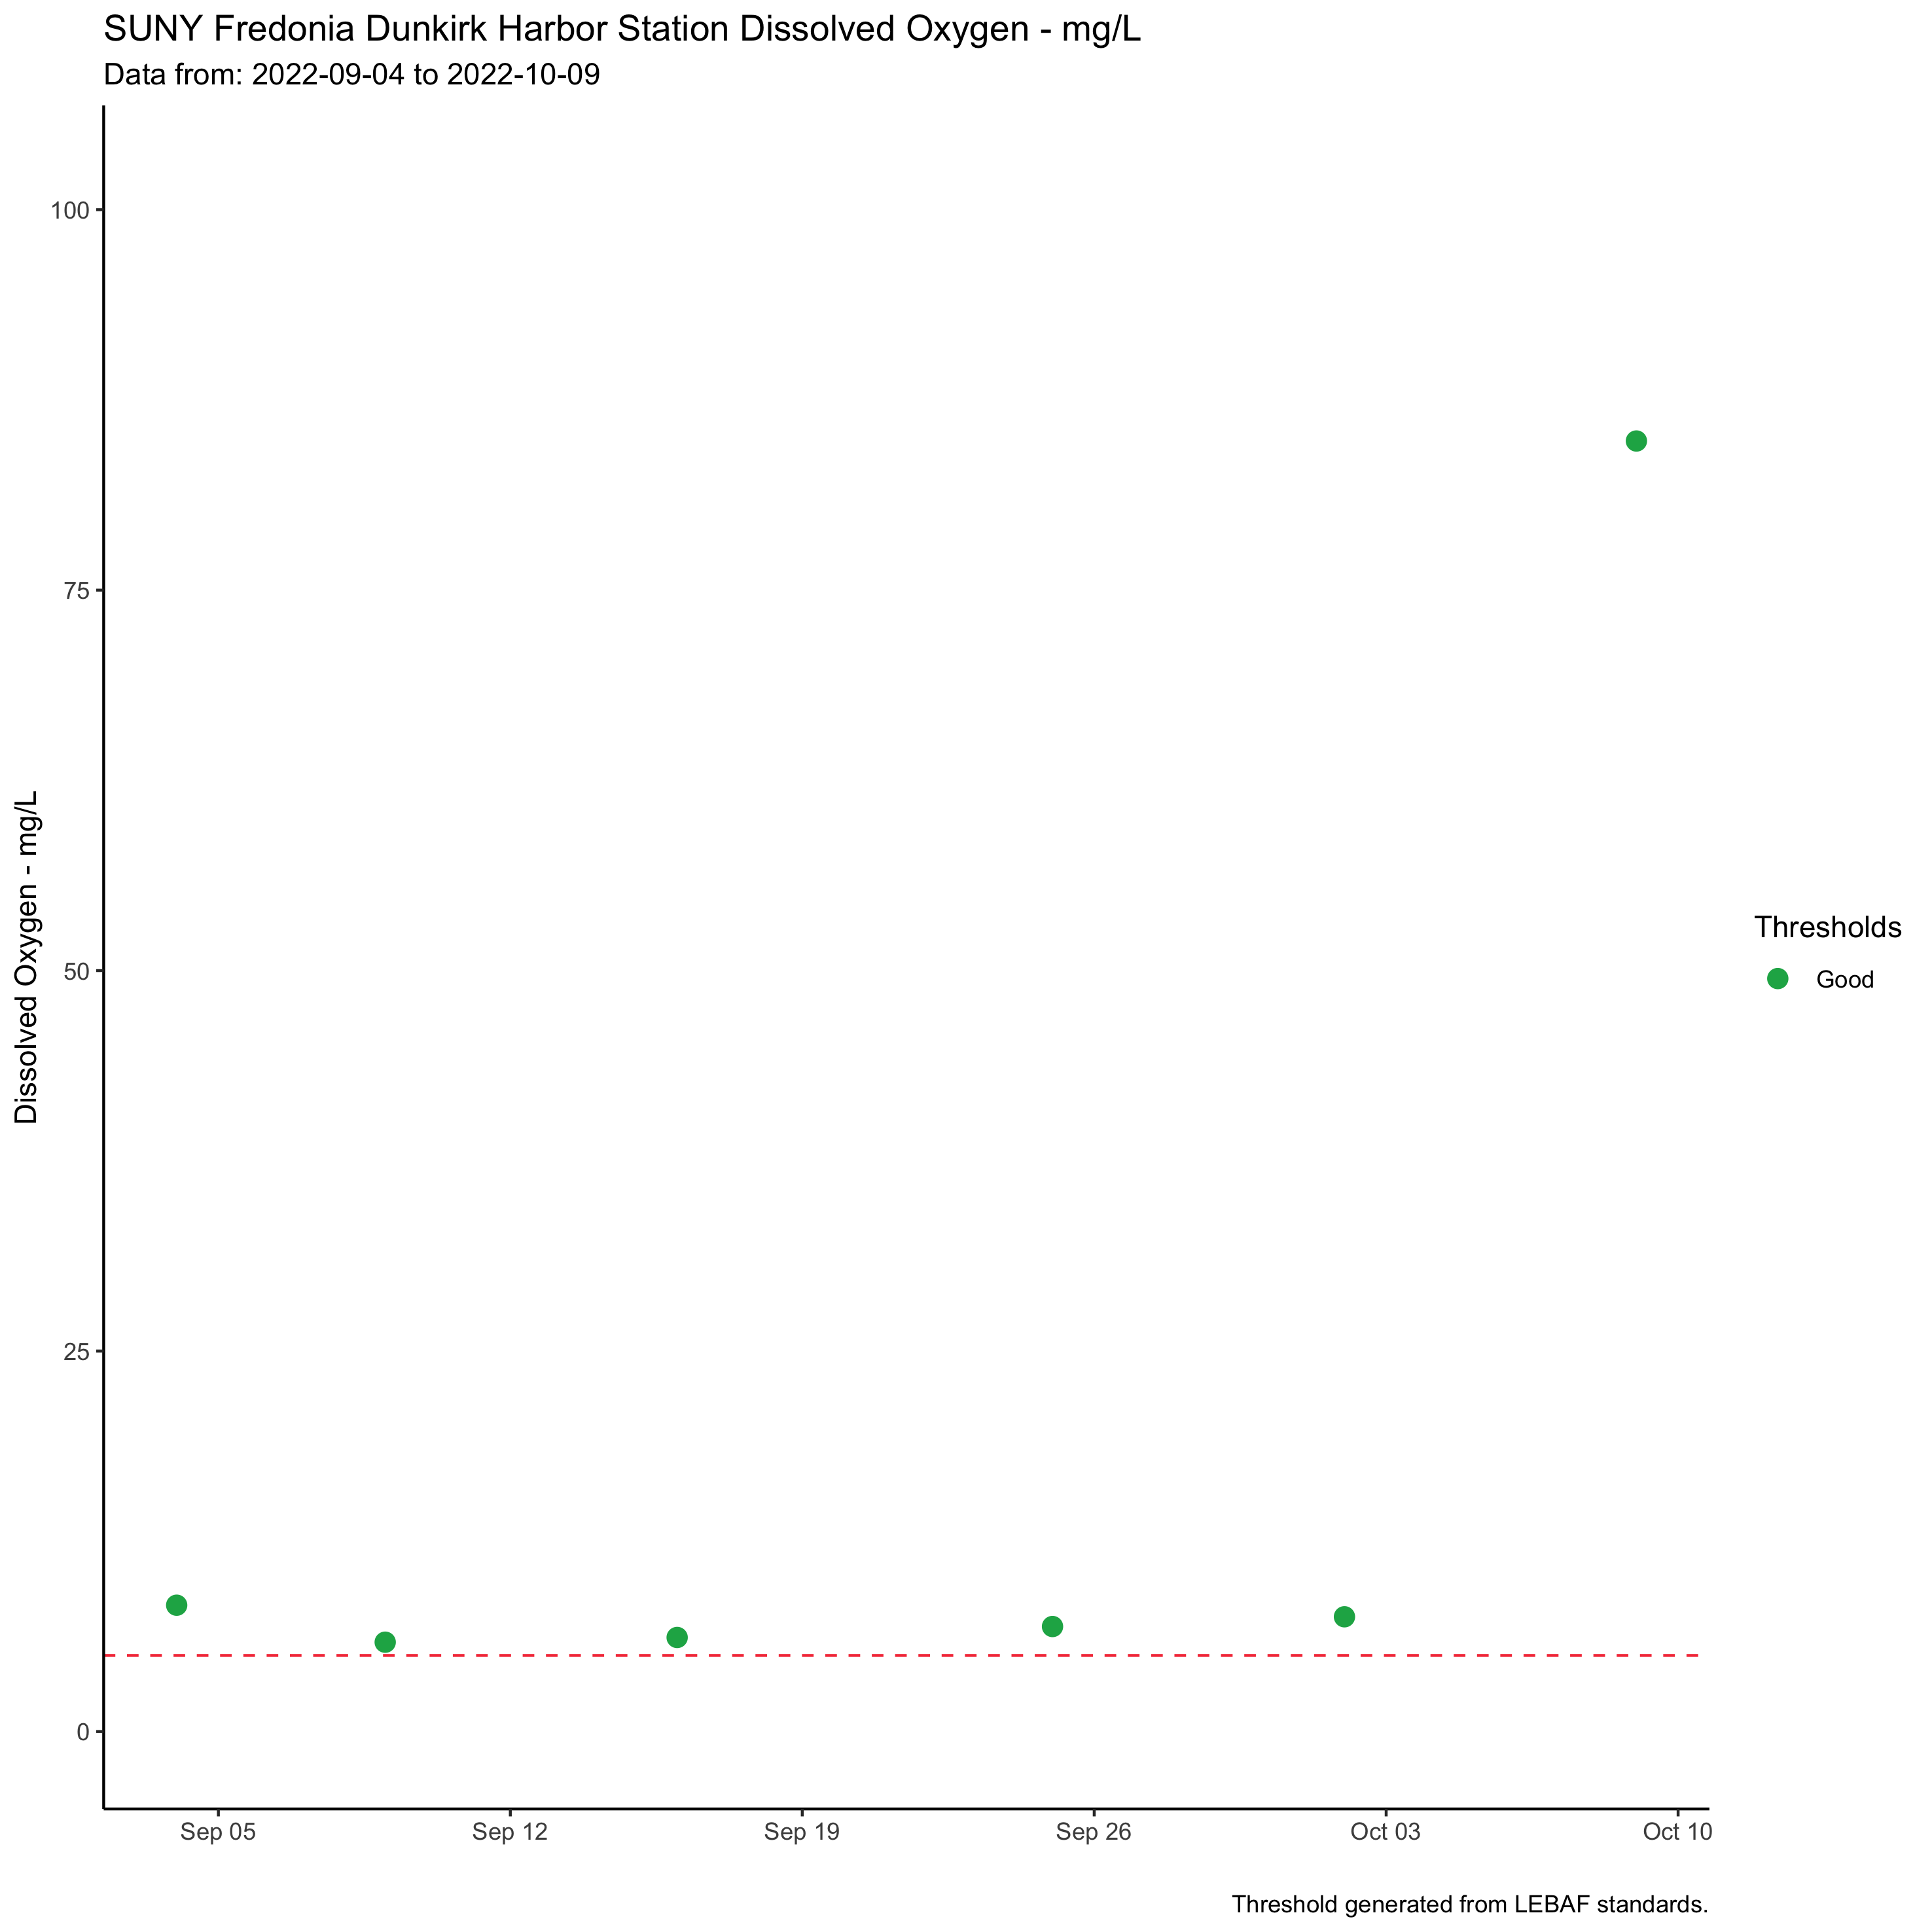 SUNY Fredonia Dunkirk Harbor Station Dissolved Oxygen - mg/L
Data from: 2022-09-04 to 2022-10-09
100
75
50
25
0
Dissolved Oxygen - mg/L
Thresholds
Good
Sep 05 Sep 12 Sep 19 Sep 26 Oct 03 Oct 10
Threshold generated from LEBAF standards.